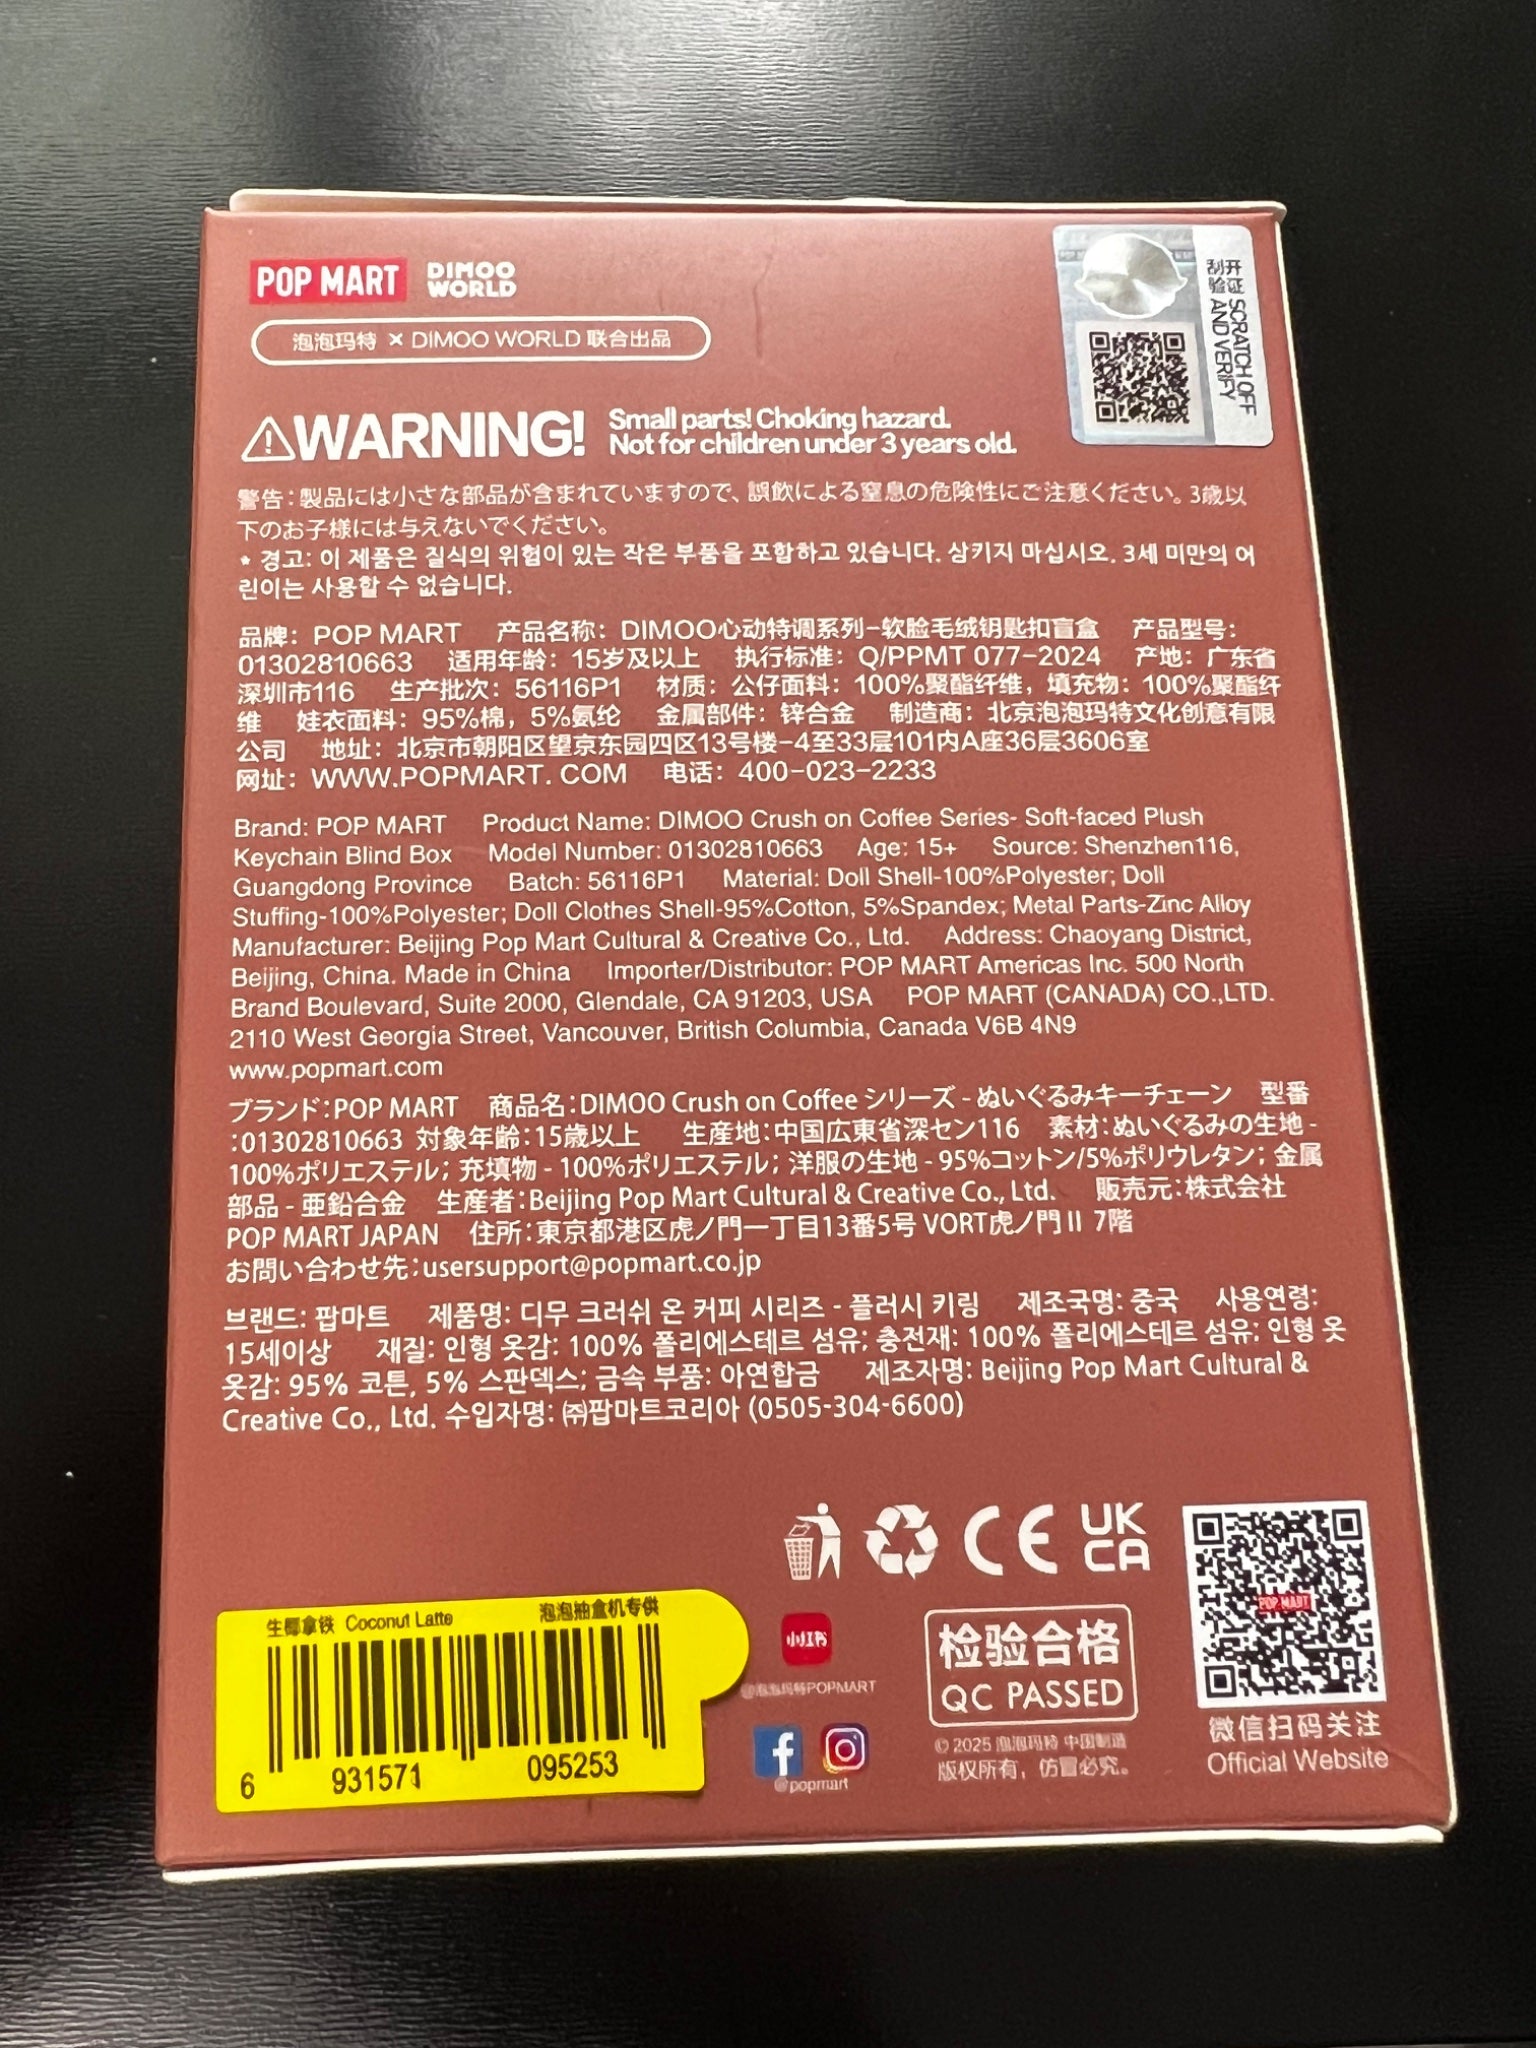 POP MART DIMOO WORLD
泡泡玛特 × DIMOO WORLD 联合出品
开 SCRATCH OFF
刮验 AND VERIFY
WARNING! Small parts! Choking hazard.
Not for children under 3 years old.
警告：製品には小さな部品が含まれていますので、誤飲による窒息の危険性にご注意ください。3歳以
下のお子様には与えないでください。
* 경고: 이 제품은 질식의 위험이 있는 작은 부품을 포함하고 있습니다. 삼키지 마십시오. 3세 미만의 어
린이는 사용할 수 없습니다.
品牌：POP MART 产品名称：DIMOO心动特调系列-软脸毛绒钥匙扣盲盒 产品型号：
01302810663 适用年龄：15岁及以上 执行标准：Q/PPMT 077-2024 产地：广东省
深圳市116 生产批次：56116P1 材质：公仔面料：100%聚酯纤维，填充物：100%聚酯纤
维 娃衣面料：95%棉，5%氨纶 金属部件：锌合金 制造商：北京泡泡玛特文化创意有限
公司 地址：北京市朝阳区望京东园四区13号楼-4至33层101内A座36层3606室
网址：WWW.POPMART. COM 电话：400-023-2233
Brand: POP MART Product Name: DIMOO Crush on Coffee Series- Soft-faced Plush
Keychain Blind Box Model Number: 01302810663 Age: 15+ Source: Shenzhen116,
Guangdong Province Batch: 56116P1 Material: Doll Shell-100%Polyester; Doll
Stuffing-100%Polyester; Doll Clothes Shell-95%Cotton, 5%Spandex; Metal Parts-Zinc Alloy
Manufacturer: Beijing Pop Mart Cultural & Creative Co., Ltd. Address: Chaoyang District,
Beijing, China. Made in China Importer/Distributor: POP MART Americas Inc. 500 North
Brand Boulevard, Suite 2000, Glendale, CA 91203, USA POP MART (CANADA) CO.,LTD.
2110 West Georgia Street, Vancouver, British Columbia, Canada V6B 4N9
www.popmart.com
ブランド：POP MART 商品名：DIMOO Crush on Coffee シリーズ - ぬいぐるみキーチェーン 型番
：01302810663 対象年齢：15歳以上 生産地：中国広東省深セン116 素材：ぬいぐるみの生地 -
100%ポリエステル；充填物 - 100%ポリエステル；洋服の生地 - 95%コットン/5%ポリウレタン；金属
部品 - 亜鉛合金 生産者：Beijing Pop Mart Cultural & Creative Co., Ltd. 販売元：株式会社
POP MART JAPAN 住所：東京都港区虎ノ門一丁目13番5号 VORT虎ノ門Ⅱ 7階
お問い合わせ先：usersupport@popmart.co.jp
브랜드: 팝마트 제품명: 디무 크러쉬 온 커피 시리즈 - 플러시 키링 제조국명: 중국 사용연령:
15세이상 재질: 인형 옷감: 100% 폴리에스테르 섬유; 충전재: 100% 폴리에스테르 섬유; 인형 옷
옷감: 95% 코튼, 5% 스판덱스; 금속 부품: 아연합금 제조자명: Beijing Pop Mart Cultural &
Creative Co., Ltd. 수입자명: ㈜팝마트코리아 (0505-304-6600)
CE UK
CA
POP MART
生椰拿铁 Coconut Latte 泡泡抽盒机专供
6 931571 095253
小红书
@泡泡玛特POPMART
@popmart
检验合格
QC PASSED
© 2025 泡泡玛特 中国制造
版权所有，仿冒必究。
微信扫码关注
Official Website